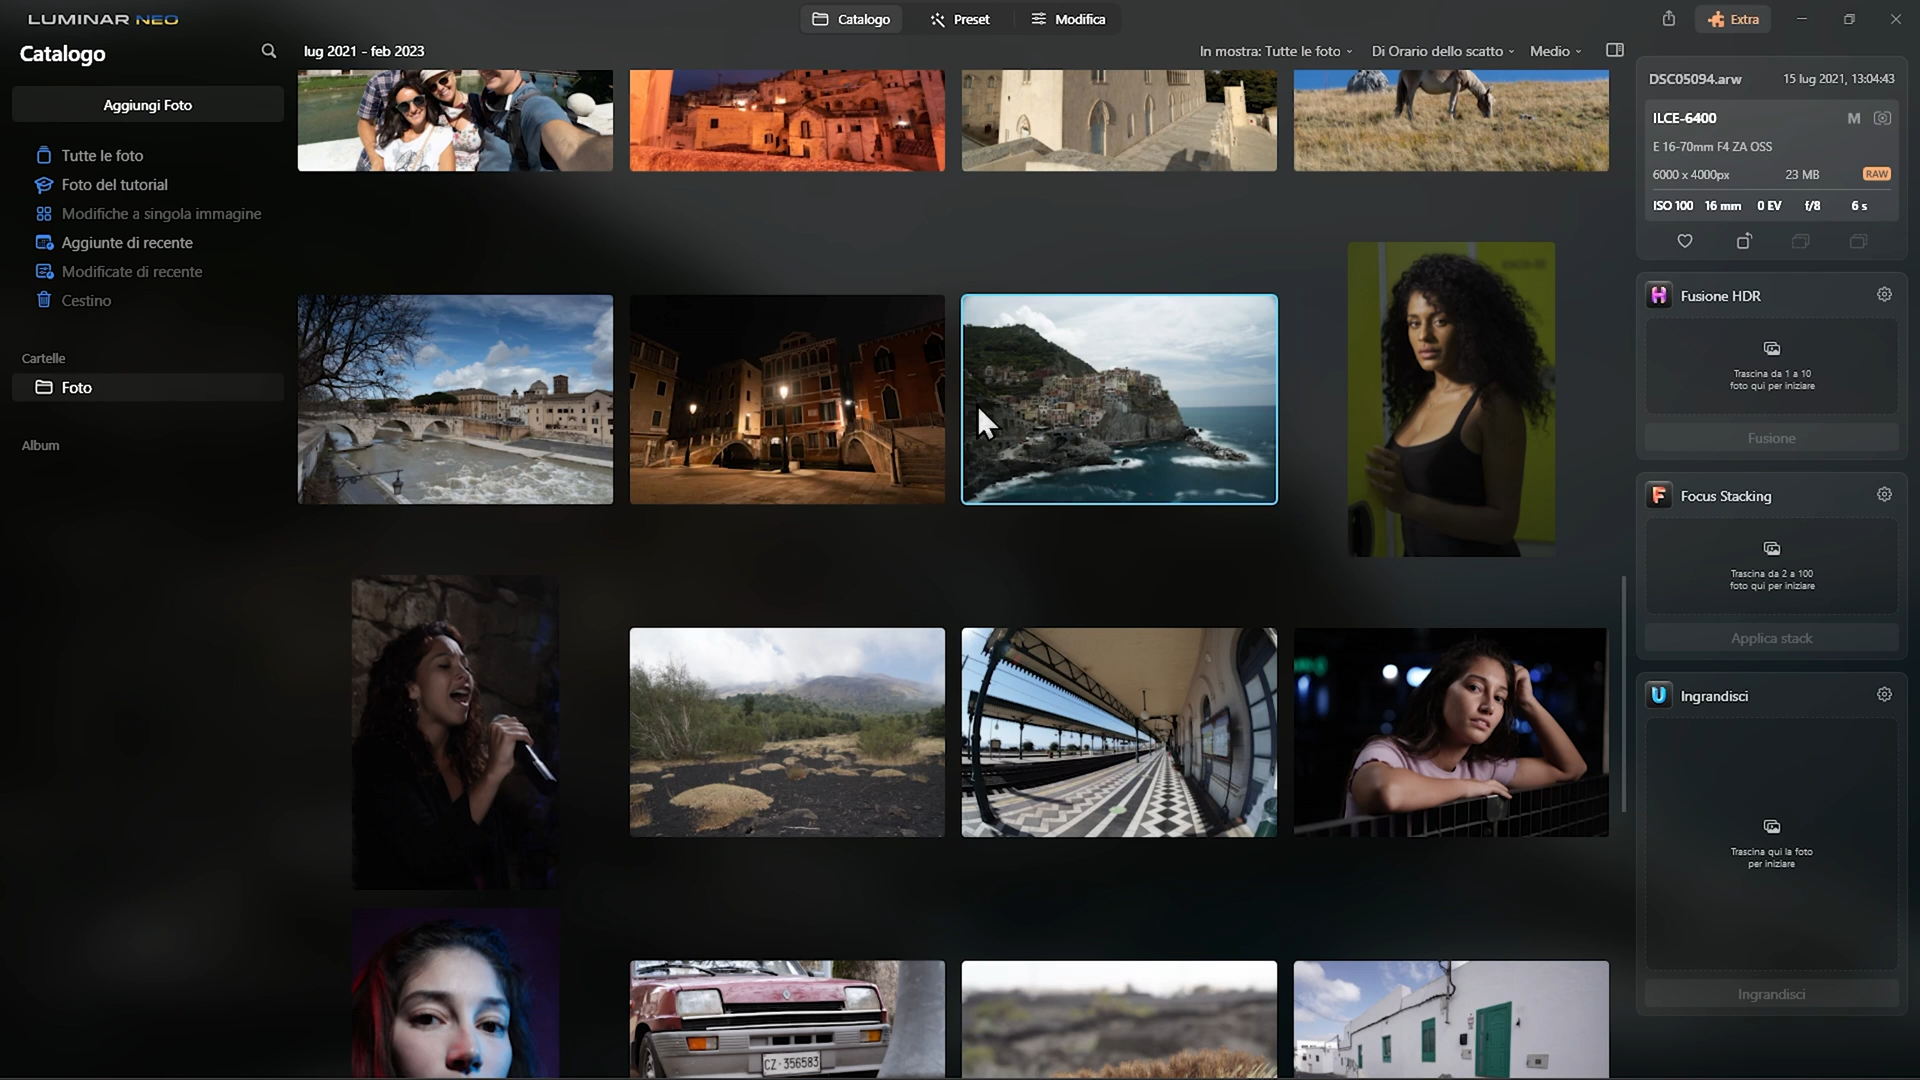 LUMINAR NEO
Catalogo
Preset
Modifica
Extra
Catalogo
lug 2021 - feb 2023
In mostra: Tutte le foto
Di Orario dello scatto
Medio
Aggiungi Foto
Tutte le foto
Foto del tutorial
Modifiche a singola immagine
Aggiunte di recente
Modificate di recente
Cestino
Cartelle
Foto
Album
CZ·356583
DSC05094.arw
15 lug 2021, 13:04:43
ILCE-6400
M
E 16-70mm F4 ZA OSS
6000 x 4000px
23 MB
RAW
ISO 100
16 mm
0 EV
f/8
6 s
Fusione HDR
Trascina da 1 a 10
foto qui per iniziare
Fusione
Focus Stacking
Trascina da 2 a 100
foto qui per iniziare
Applica stack
Ingrandisci
Trascina qui la foto
per iniziare
Ingrandisci